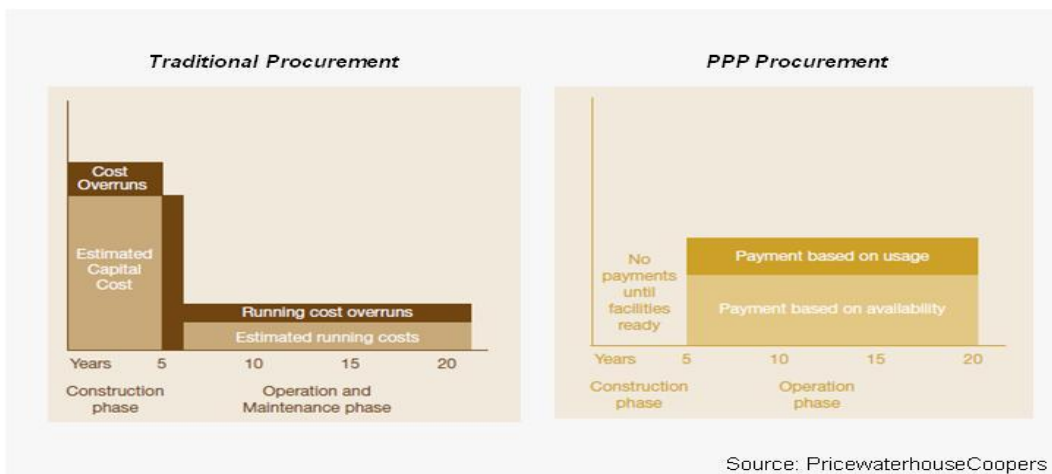 Traditional Procurement
Cost
Overruns
Estimated
Capital
Cost
Running cost overruns
Estimated running costs
Years 5 10 15 20
Construction
phase
Operation and
Maintenance phase
PPP Procurement
No
payments
until
facilities
ready
Payment based on usage
Payment based on availability
Years 5 10 15 20
Construction
phase
Operation
phase
Source: PricewaterhouseCoopers